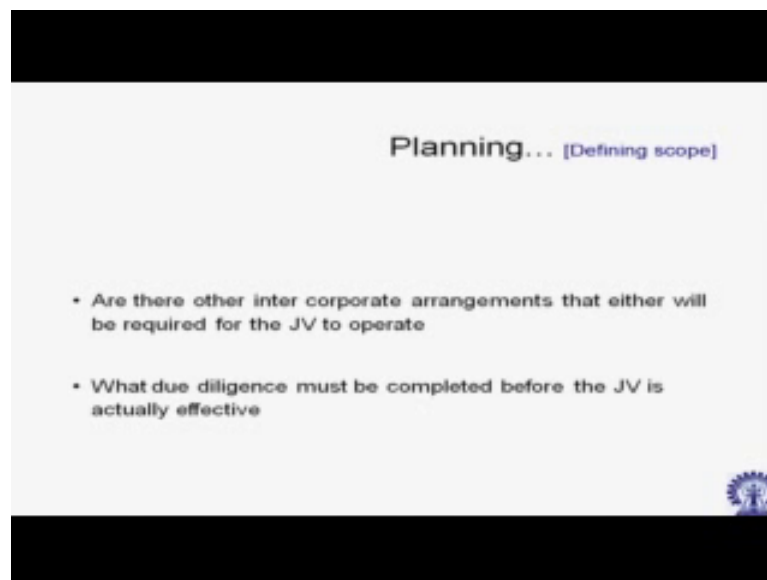 Planning... [Defining scope]
• Are there other inter corporate arrangements that either will
be required for the JV to operate
• What due diligence must be completed before the JV is
actually effective